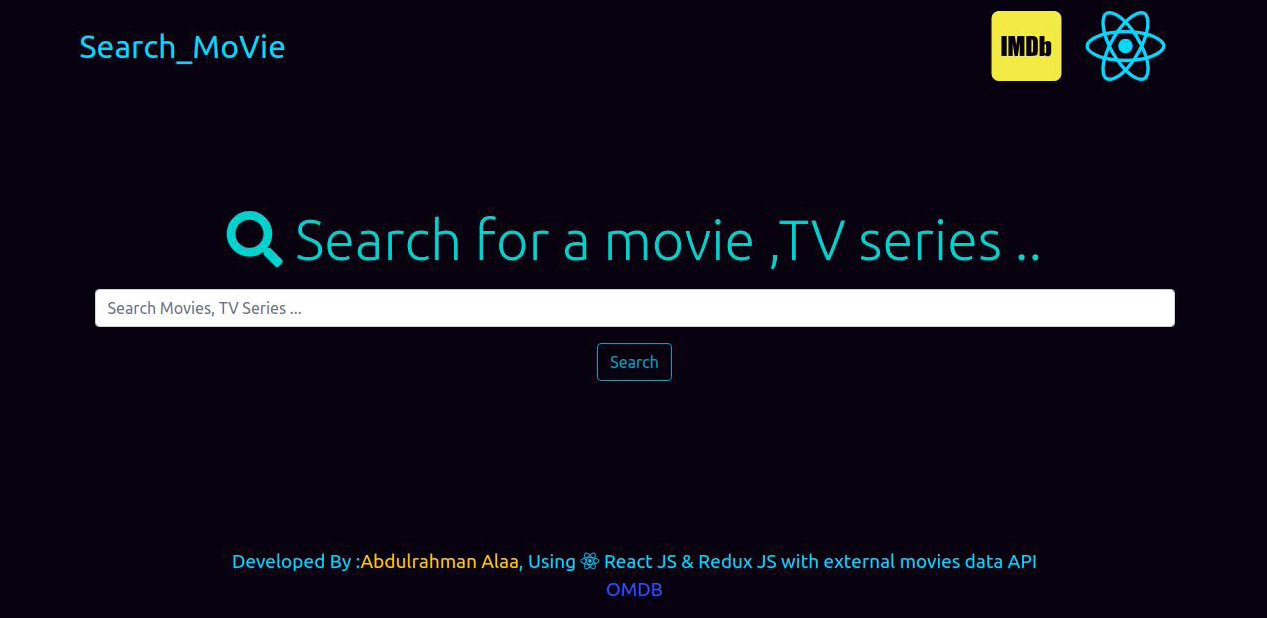 Search_MoVie
IMDb
Search for a movie ,TV series ..
Search Movies, TV Series ...
Search
Developed By :Abdulrahman Alaa, Using React JS & Redux JS with external movies data API
OMDB